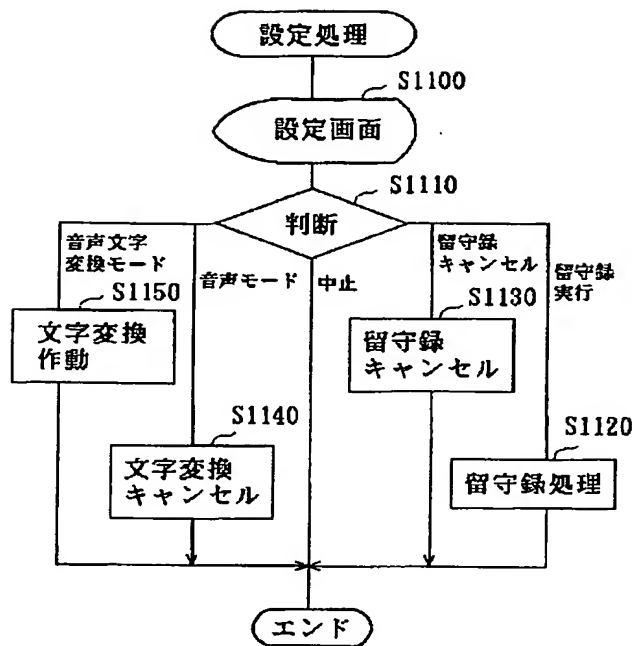 設定処理
S1100
設定画面
S1110
判断
音声文字
変換モード
音声モード
中止
留守録
キャンセル
留守録
実行
S1150
文字変換
作動
S1130
留守録
キャンセル
S1140
文字変換
キャンセル
S1120
留守録処理
エンド